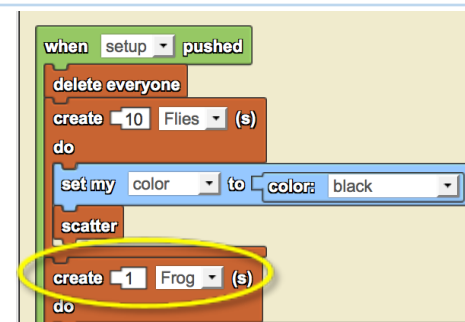 when setup pushed
delete everyone
create 10 Flies (s)
do
set my color to color: black
scatter
create 1 Frog (s)
do